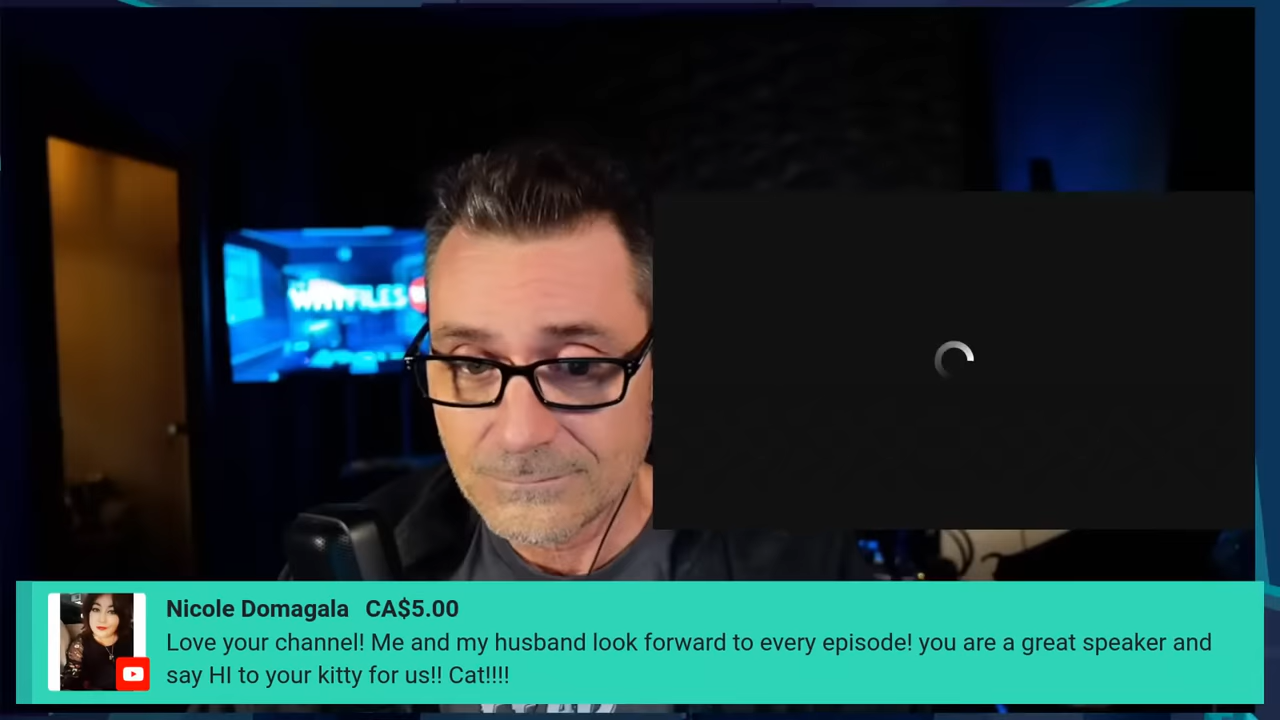 WHYFILES
Nicole Domagala CA$5.00
Love your channel! Me and my husband look forward to every episode! you are a great speaker and
say HI to your kitty for us!! Cat!!!!